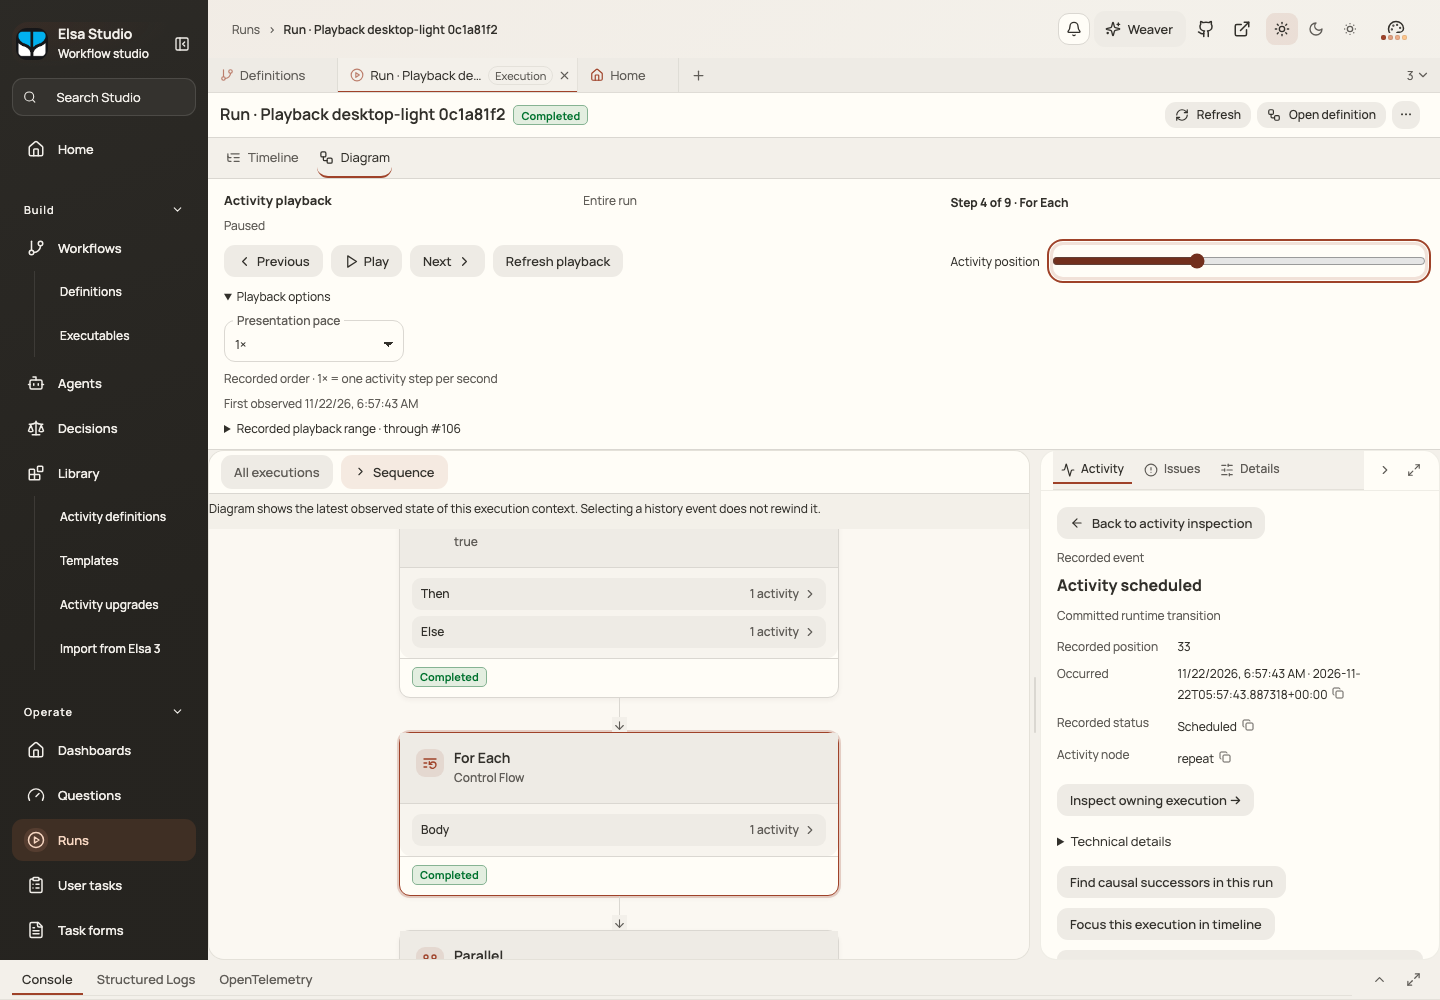 Elsa Studio
Workflow studio
Search Studio
Home
Build
Workflows
Definitions
Executables
Agents
Decisions
Library
Activity definitions
Templates
Activity upgrades
Import from Elsa 3
Operate
Dashboards
Questions
Runs
User tasks
Task forms
Runs › Run · Playback desktop-light 0c1a81f2
Weaver
Definitions
Run · Playback de... Execution
Home
3
Run · Playback desktop-light 0c1a81f2 Completed
Refresh
Open definition
Timeline
Diagram
Activity playback
Entire run
Step 4 of 9 · For Each
Paused
Previous
Play
Next
Refresh playback
Activity position
Playback options
Presentation pace
1×
Recorded order · 1× = one activity step per second
First observed 11/22/26, 6:57:43 AM
Recorded playback range · through #106
All executions
Sequence
Diagram shows the latest observed state of this execution context. Selecting a history event does not rewind it.
true
Then 1 activity
Else 1 activity
Completed
For Each
Control Flow
Body 1 activity
Completed
Parallel
Activity
Issues
Details
Back to activity inspection
Recorded event
Activity scheduled
Committed runtime transition
Recorded position 33
Occurred 11/22/2026, 6:57:43 AM · 2026-11-
22T05:57:43.887318+00:00
Recorded status Scheduled
Activity node repeat
Inspect owning execution →
Technical details
Find causal successors in this run
Focus this execution in timeline
Console
Structured Logs
OpenTelemetry